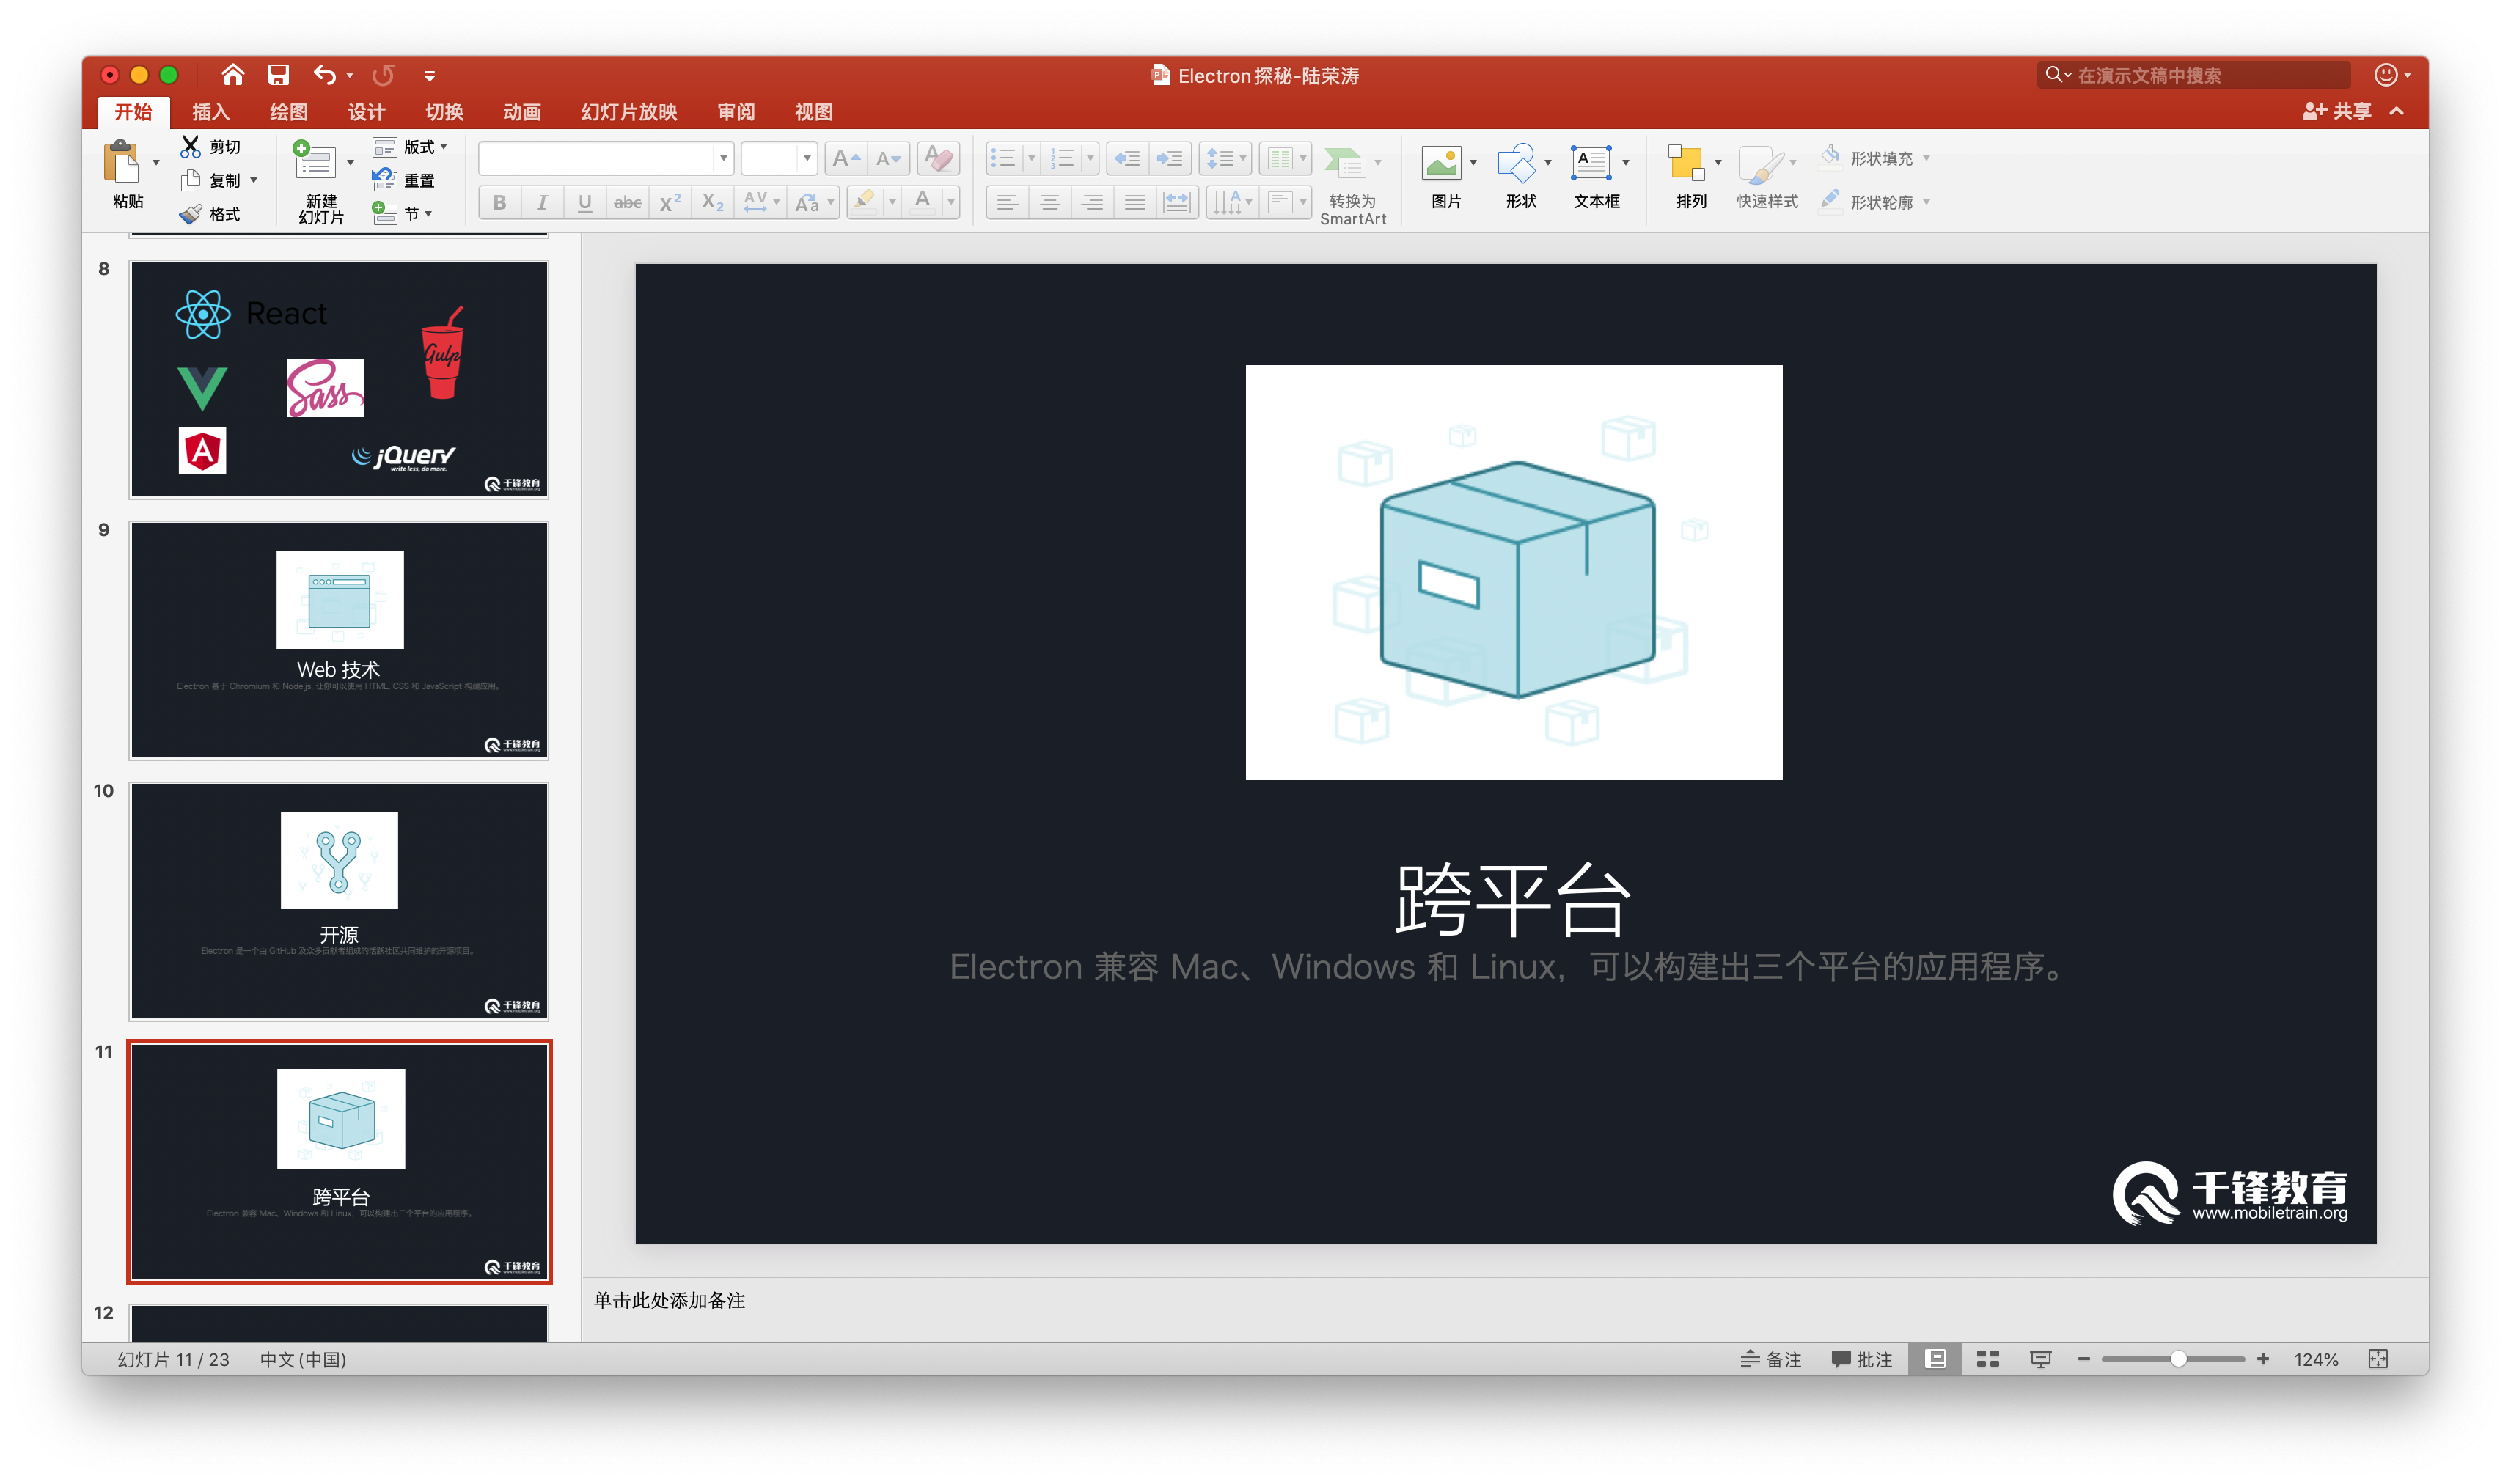 Electron探秘-陆荣涛
在演示文稿中搜索
开始 插入 绘图 设计 切换 动画 幻灯片放映 审阅 视图
共享
粘贴
剪切
复制
格式
新建
幻灯片
版式
重置
节
转换为
SmartArt
图片
形状
文本框
排列
快速样式
形状填充
形状轮廓
8
React
Gulp
Sass
jQuery
write less, do more.
千锋教育
9
Web 技术
Electron 基于 Chromium 和 Node.js, 让你可以使用 HTML, CSS 和 JavaScript 构建应用。
千锋教育
10
开源
Electron 是一个由 GitHub 及众多贡献者组成的活跃社区共同维护的开源项目。
千锋教育
11
跨平台
Electron 兼容 Mac、Windows 和 Linux，可以构建出三个平台的应用程序。
千锋教育
12
跨平台
Electron 兼容 Mac、Windows 和 Linux，可以构建出三个平台的应用程序。
千锋教育
www.mobiletrain.org
单击此处添加备注
幻灯片 11 / 23 中文 (中国)
备注 批注 124%